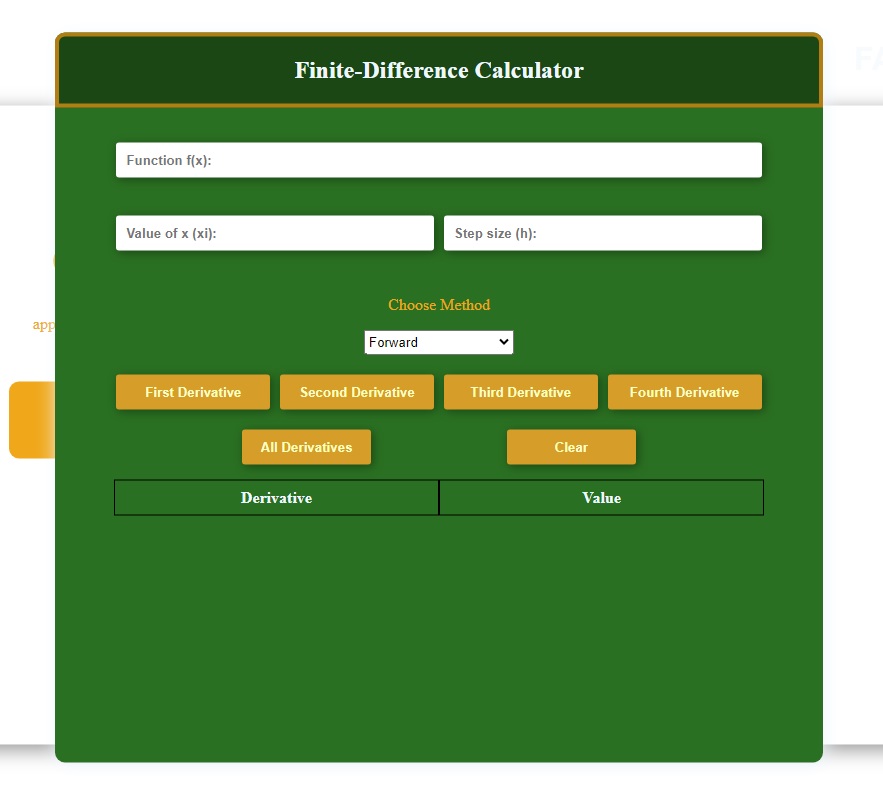 Finite-Difference Calculator
FA
Function f(x):
Value of x (xi): Step size (h):
app
Choose Method
Forward
First Derivative Second Derivative Third Derivative Fourth Derivative
All Derivatives Clear
Derivative Value